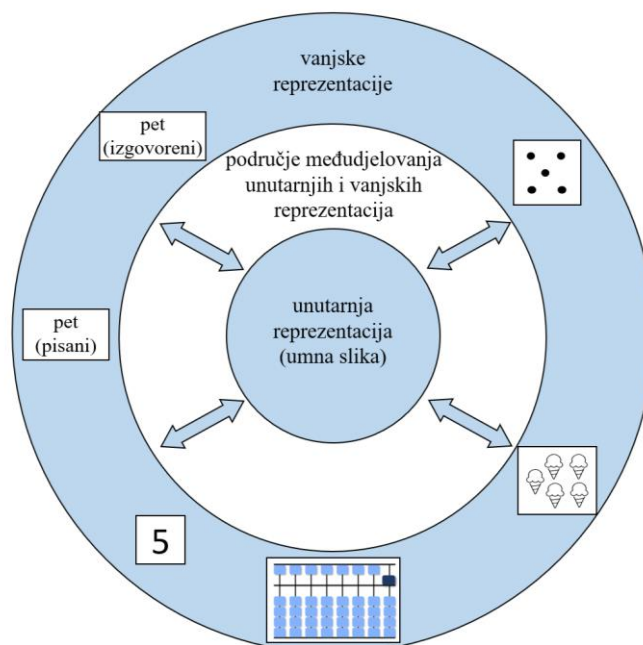 vanjske
reprezentacije
pet
(izgovoreni)
područje međudjelovanja
unutarnjih i vanjskih
reprezentacija
unutarnja
reprezentacija
(umna slika)
pet
(pisani)
5